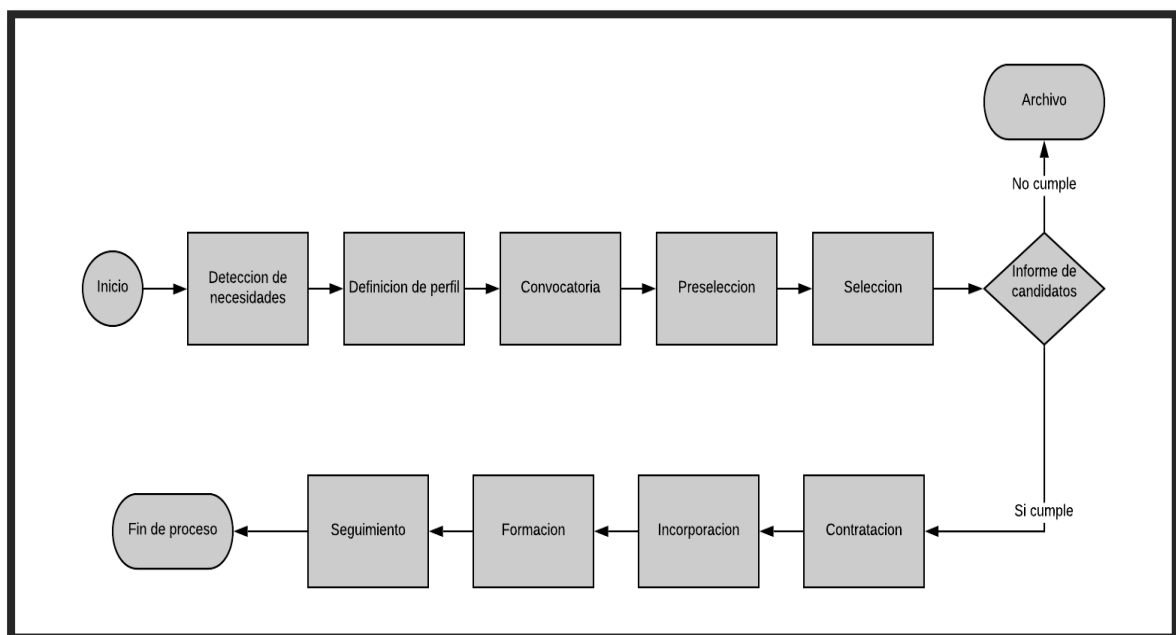 Archivo
No cumple
Inicio
Deteccion de
necesidades
Definicion de perfil
Convocatoria
Preseleccion
Seleccion
Informe de
candidatos
Si cumple
Fin de proceso
Seguimiento
Formacion
Incorporacion
Contratacion